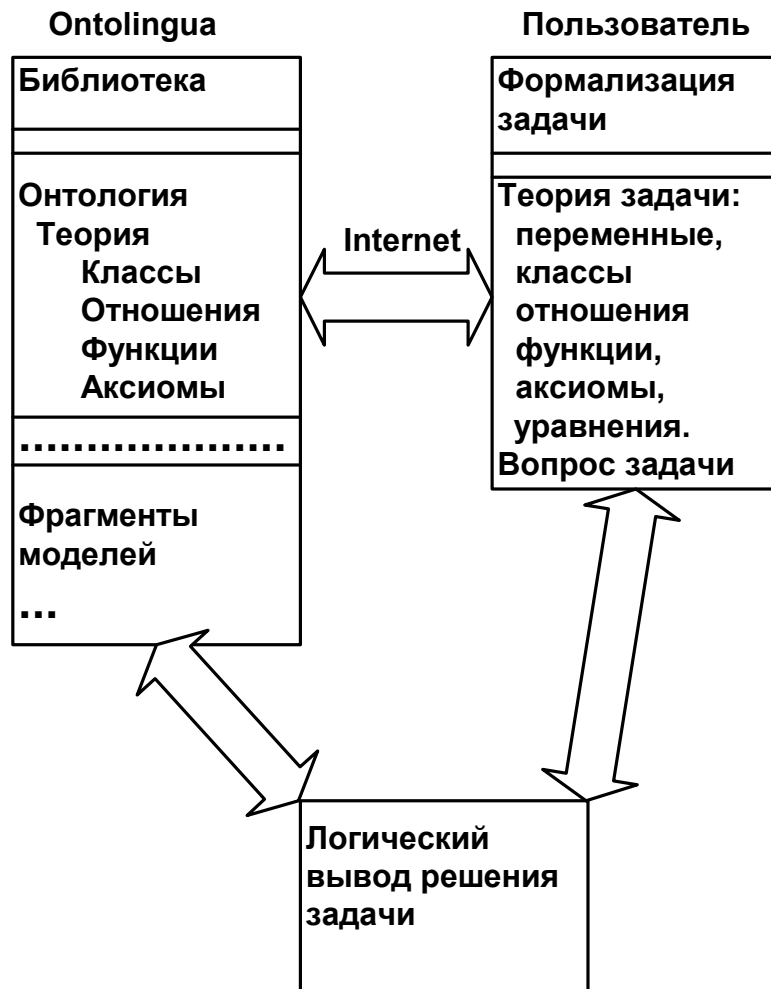 Ontolingua
Библиотека
Онтология
Теория
Классы
Отношения
Функции
Аксиомы
....................
Фрагменты
моделей
...
Internet
Пользователь
Формализация
задачи
Теория задачи:
переменные,
классы
отношения
функции,
аксиомы,
уравнения.
Вопрос задачи
Логический
вывод решения
задачи